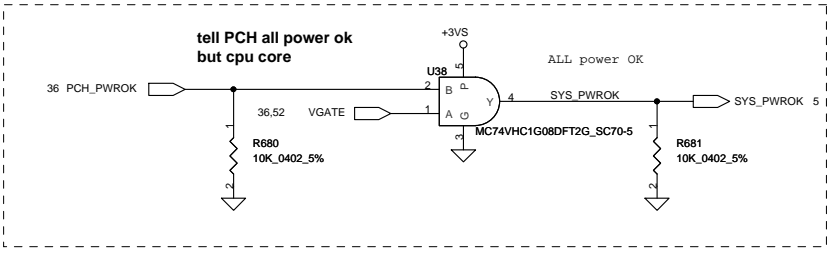 tell PCH all power ok
but cpu core
+3VS
ALL power OK
U38
5
P
36 PCH_PWROK
2
B
Y
4
SYS_PWROK
SYS_PWROK 5
36,52 VGATE
1
A
G
3
MC74VHC1G08DFT2G_SC70-5
1
R680
10K_0402_5%
2
1
R681
10K_0402_5%
2